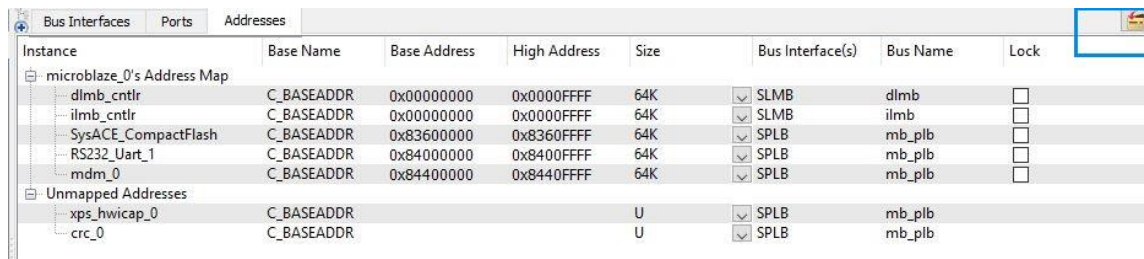 Bus Interfaces Ports Addresses
Instance Base Name Base Address High Address Size Bus Interface(s) Bus Name Lock
microblaze_0's Address Map
dlmb_cntlr C_BASEADDR 0x00000000 0x0000FFFF 64K SLMB dlmb
ilmb_cntlr C_BASEADDR 0x00000000 0x0000FFFF 64K SLMB ilmb
SysACE_CompactFlash C_BASEADDR 0x83600000 0x8360FFFF 64K SPLB mb_plb
RS232_Uart_1 C_BASEADDR 0x84000000 0x8400FFFF 64K SPLB mb_plb
mdm_0 C_BASEADDR 0x84400000 0x8440FFFF 64K SPLB mb_plb
Unmapped Addresses
xps_hwicap_0 C_BASEADDR U SPLB mb_plb
crc_0 C_BASEADDR U SPLB mb_plb